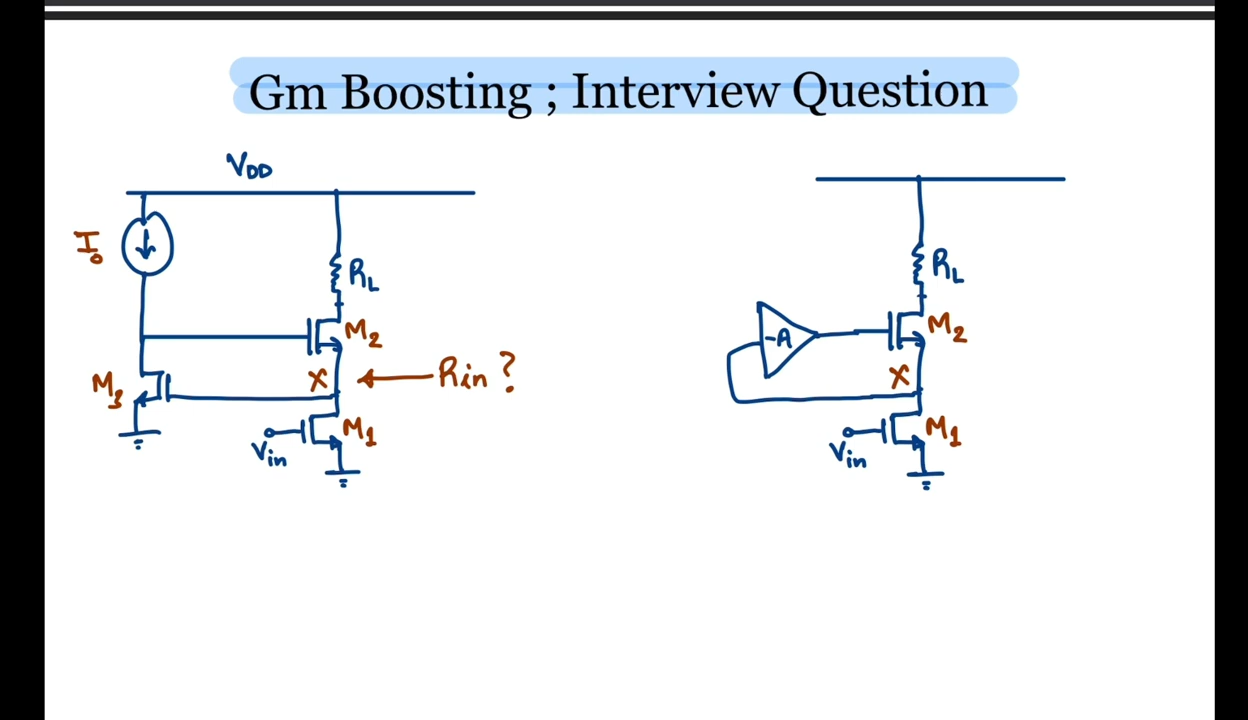 Gm Boosting ; Interview Question
VDD
I0
RL
M2
X
Rin ?
M3
Vin
M1
RL
-A
M2
X
Vin
M1